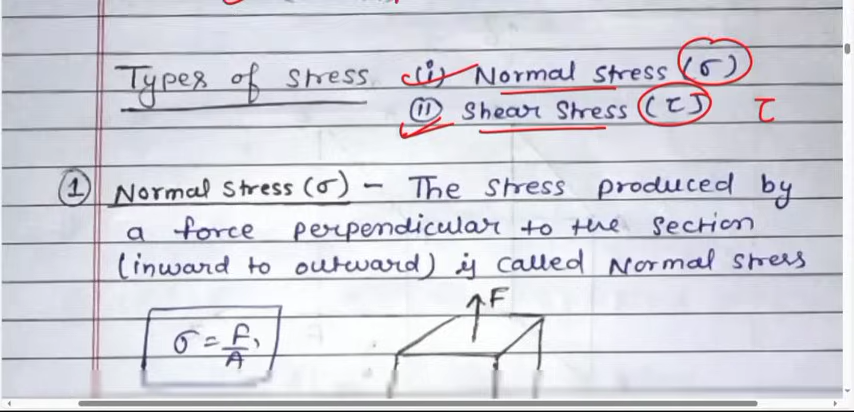 Types of stress (i) Normal stress (σ)
(ii) Shear Stress (τ) τ
① Normal stress (σ) - The stress produced by
a force perpendicular to the section
(inward to outward) is called Normal stress
F
σ = F/A,